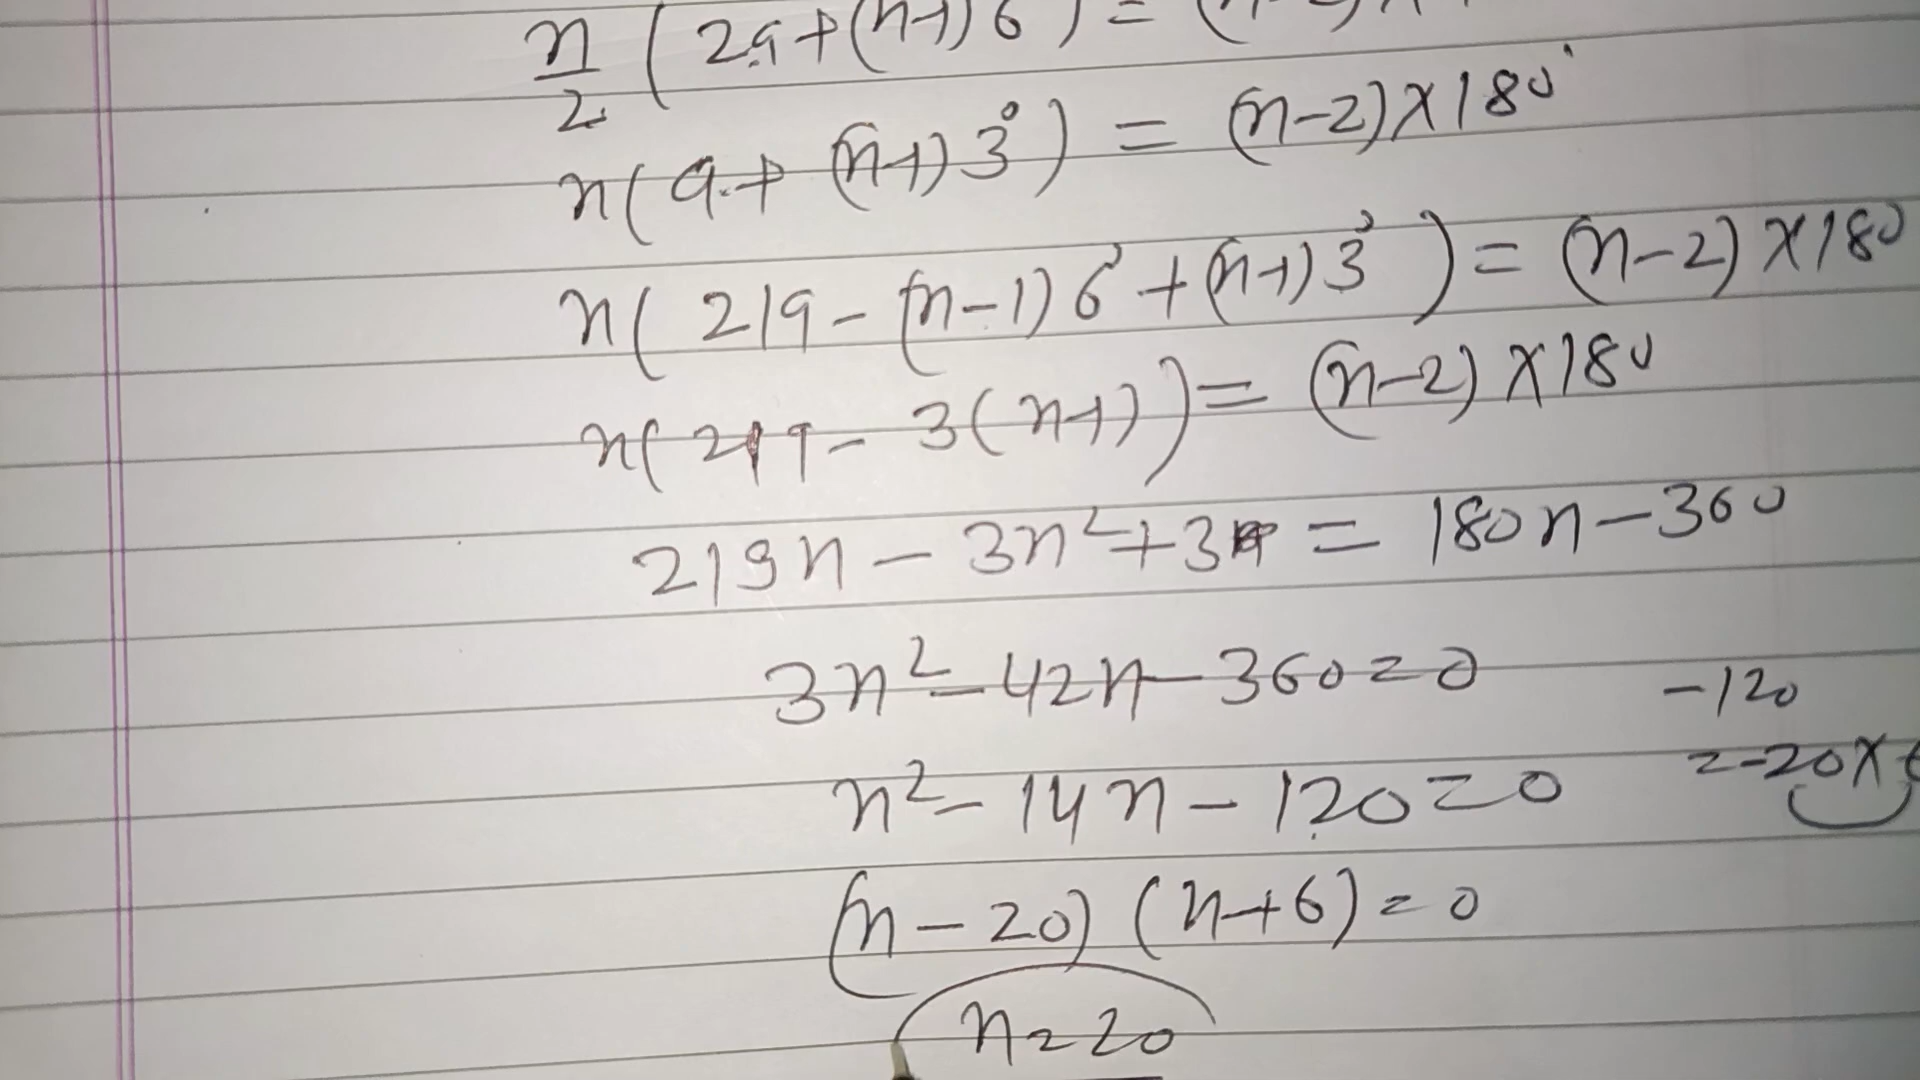 n/2 (2a+(n-1)6) = (n-2)×
n(a+ (n-1)3°) = (n-2)×180°
n( 219 - (n-1)6° + (n-1)3° ) = (n-2)×180
n( 219 - 3(n-1)) = (n-2)×180
219n - 3n²+3n = 180n - 360
3n² - 42n - 360 = 0
-120
n² - 14n - 120 = 0
= -20×6
(n - 20) (n+6) = 0
n = 20